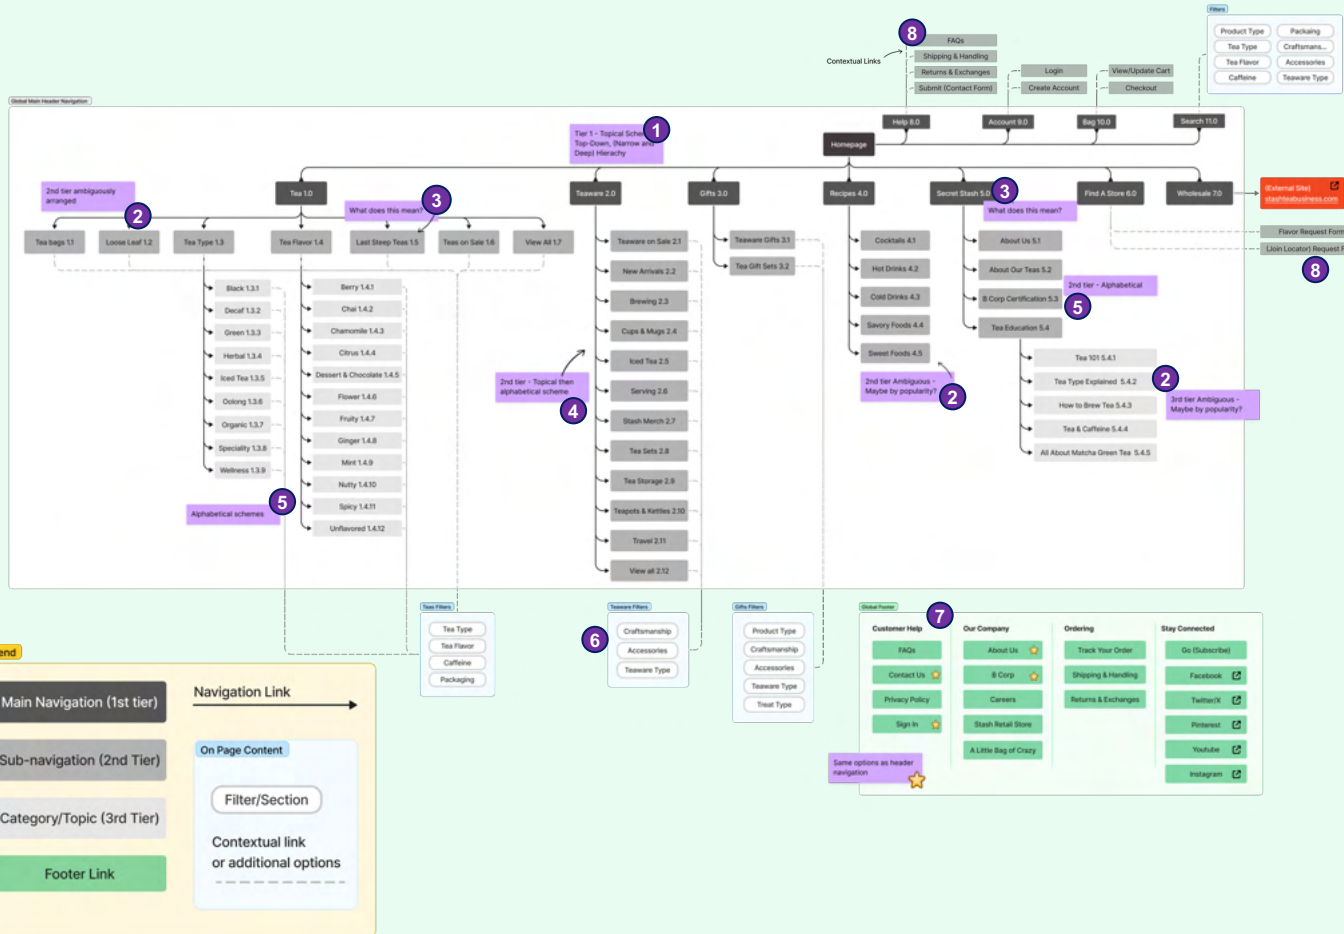 Filters
Product Type
Packaing
Tea Type
Craftsmans...
Tea Flavor
Accessories
Caffeine
Teaware Type
8
FAQs
Contextual Links
Shipping & Handling
Returns & Exchanges
Submit (Contact Form)
Login
Create Account
View/Update Cart
Checkout
Global Main Header Navigation
Help 8.0
Account 9.0
Bag 10.0
Search 11.0
Homepage
1
Tier 1 - Topical Sche
Top-Down, (Narrow and
Deep) Hierachy
Tea 1.0
Teaware 2.0
Gifts 3.0
Recipes 4.0
Secret Stash 5.0
Find A Store 6.0
Wholesale 7.0
(External Site)
stashteabusiness.com
2nd tier ambiguously
arranged
2
What does this mean?
3
3
What does this mean?
Tea bags 1.1
Loose Leaf 1.2
Tea Type 1.3
Tea Flavor 1.4
Last Steep Teas 1.5
Teas on Sale 1.6
View All 1.7
Black 1.3.1
Decaf 1.3.2
Green 1.3.3
Herbal 1.3.4
Iced Tea 1.3.5
Oolong 1.3.6
Organic 1.3.7
Speciality 1.3.8
Wellness 1.3.9
Berry 1.4.1
Chai 1.4.2
Chamomile 1.4.3
Citrus 1.4.4
Dessert & Chocolate 1.4.5
Flower 1.4.6
Fruity 1.4.7
Ginger 1.4.8
Mint 1.4.9
Nutty 1.4.10
Spicy 1.4.11
Unflavored 1.4.12
5
Alphabetical schemes
Teaware on Sale 2.1
New Arrivals 2.2
Brewing 2.3
Cups & Mugs 2.4
Iced Tea 2.5
Serving 2.6
Stash Merch 2.7
Tea Sets 2.8
Tea Storage 2.9
Teapots & Kettles 2.10
Travel 2.11
View all 2.12
2nd tier - Topical then
alphabetical scheme
4
Teaware Gifts 3.1
Tea Gift Sets 3.2
Cocktails 4.1
Hot Drinks 4.2
Cold Drinks 4.3
Savory Foods 4.4
Sweet Foods 4.5
2nd tier Ambiguous -
Maybe by popularity?
2
About Us 5.1
About Our Teas 5.2
B Corp Certification 5.3
Tea Education 5.4
2nd tier - Alphabetical
5
Tea 101 5.4.1
Tea Type Explained 5.4.2
How to Brew Tea 5.4.3
Tea & Caffeine 5.4.4
All About Matcha Green Tea 5.4.5
2
3rd tier Ambiguous -
Maybe by popularity?
Flavor Request Form
(Join Locator) Request F
8
Teas Filters
Tea Type
Tea Flavor
Caffeine
Packaging
Teaware Filters
6
Craftsmanship
Accessories
Teaware Type
Gifts Filters
Product Type
Craftsmanship
Accessories
Teaware Type
Treat Type
Global Footer
7
Customer Help
FAQs
Contact Us
Privacy Policy
Sign In
Our Company
About Us
B Corp
Careers
Stash Retail Store
A Little Bag of Crazy
Ordering
Track Your Order
Shipping & Handling
Returns & Exchanges
Stay Connected
Go (Subscribe)
Facebook
Twitter/X
Pinterest
Youtube
Instagram
Same options as header
navigation
end
Main Navigation (1st tier)
Sub-navigation (2nd Tier)
Category/Topic (3rd Tier)
Footer Link
Navigation Link
On Page Content
Filter/Section
Contextual link
or additional options